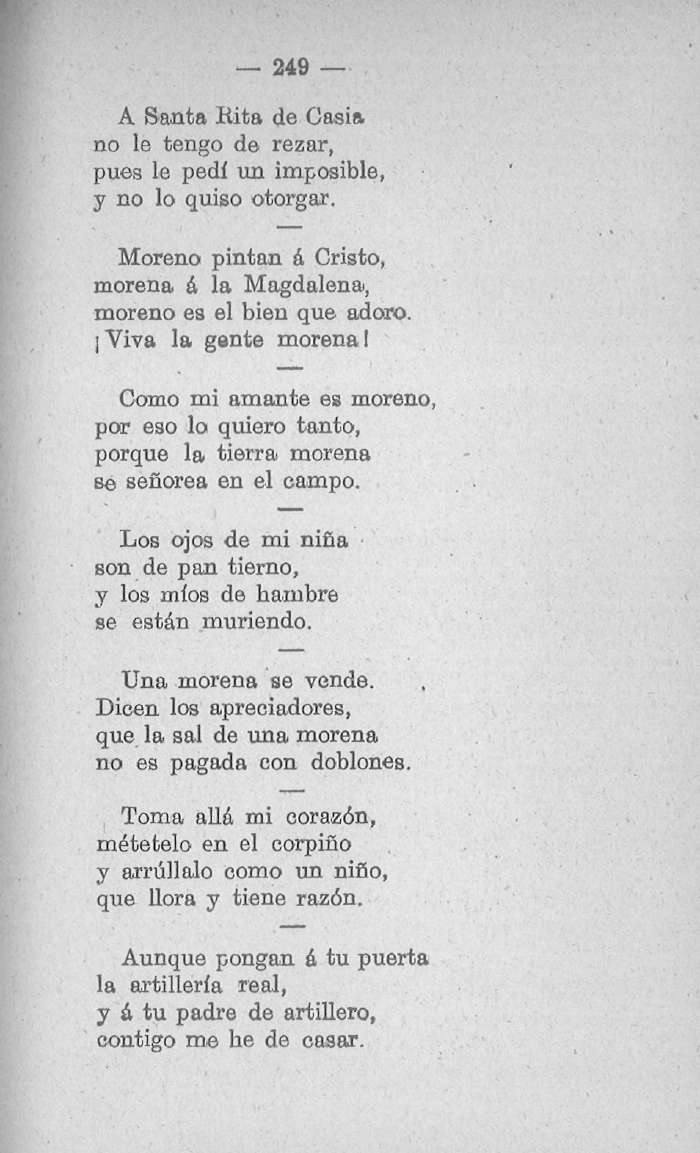 — 249 —
A Santa Rita de Casia
no le tengo de rezar,
pues le pedí un imposible,
y no lo quiso otorgar.
—
Moreno pintan á Cristo,
morena á la Magdalena,
moreno es el bien que adoro.
¡Viva la gente morena!
—
Como mi amante es moreno,
por eso lo quiero tanto,
porque la tierra morena
se señorea en el campo.
—
Los ojos de mi niña
son de pan tierno,
y los míos de hambre
se están muriendo.
—
Una morena se vende.
Dicen los apreciadores,
que la sal de una morena
no es pagada con doblones.
—
Toma allá mi corazón,
métetelo en el corpiño
y arrúllalo como un niño,
que llora y tiene razón.
—
Aunque pongan á tu puerta
la artillería real,
y á tu padre de artillero,
contigo me he de casar.